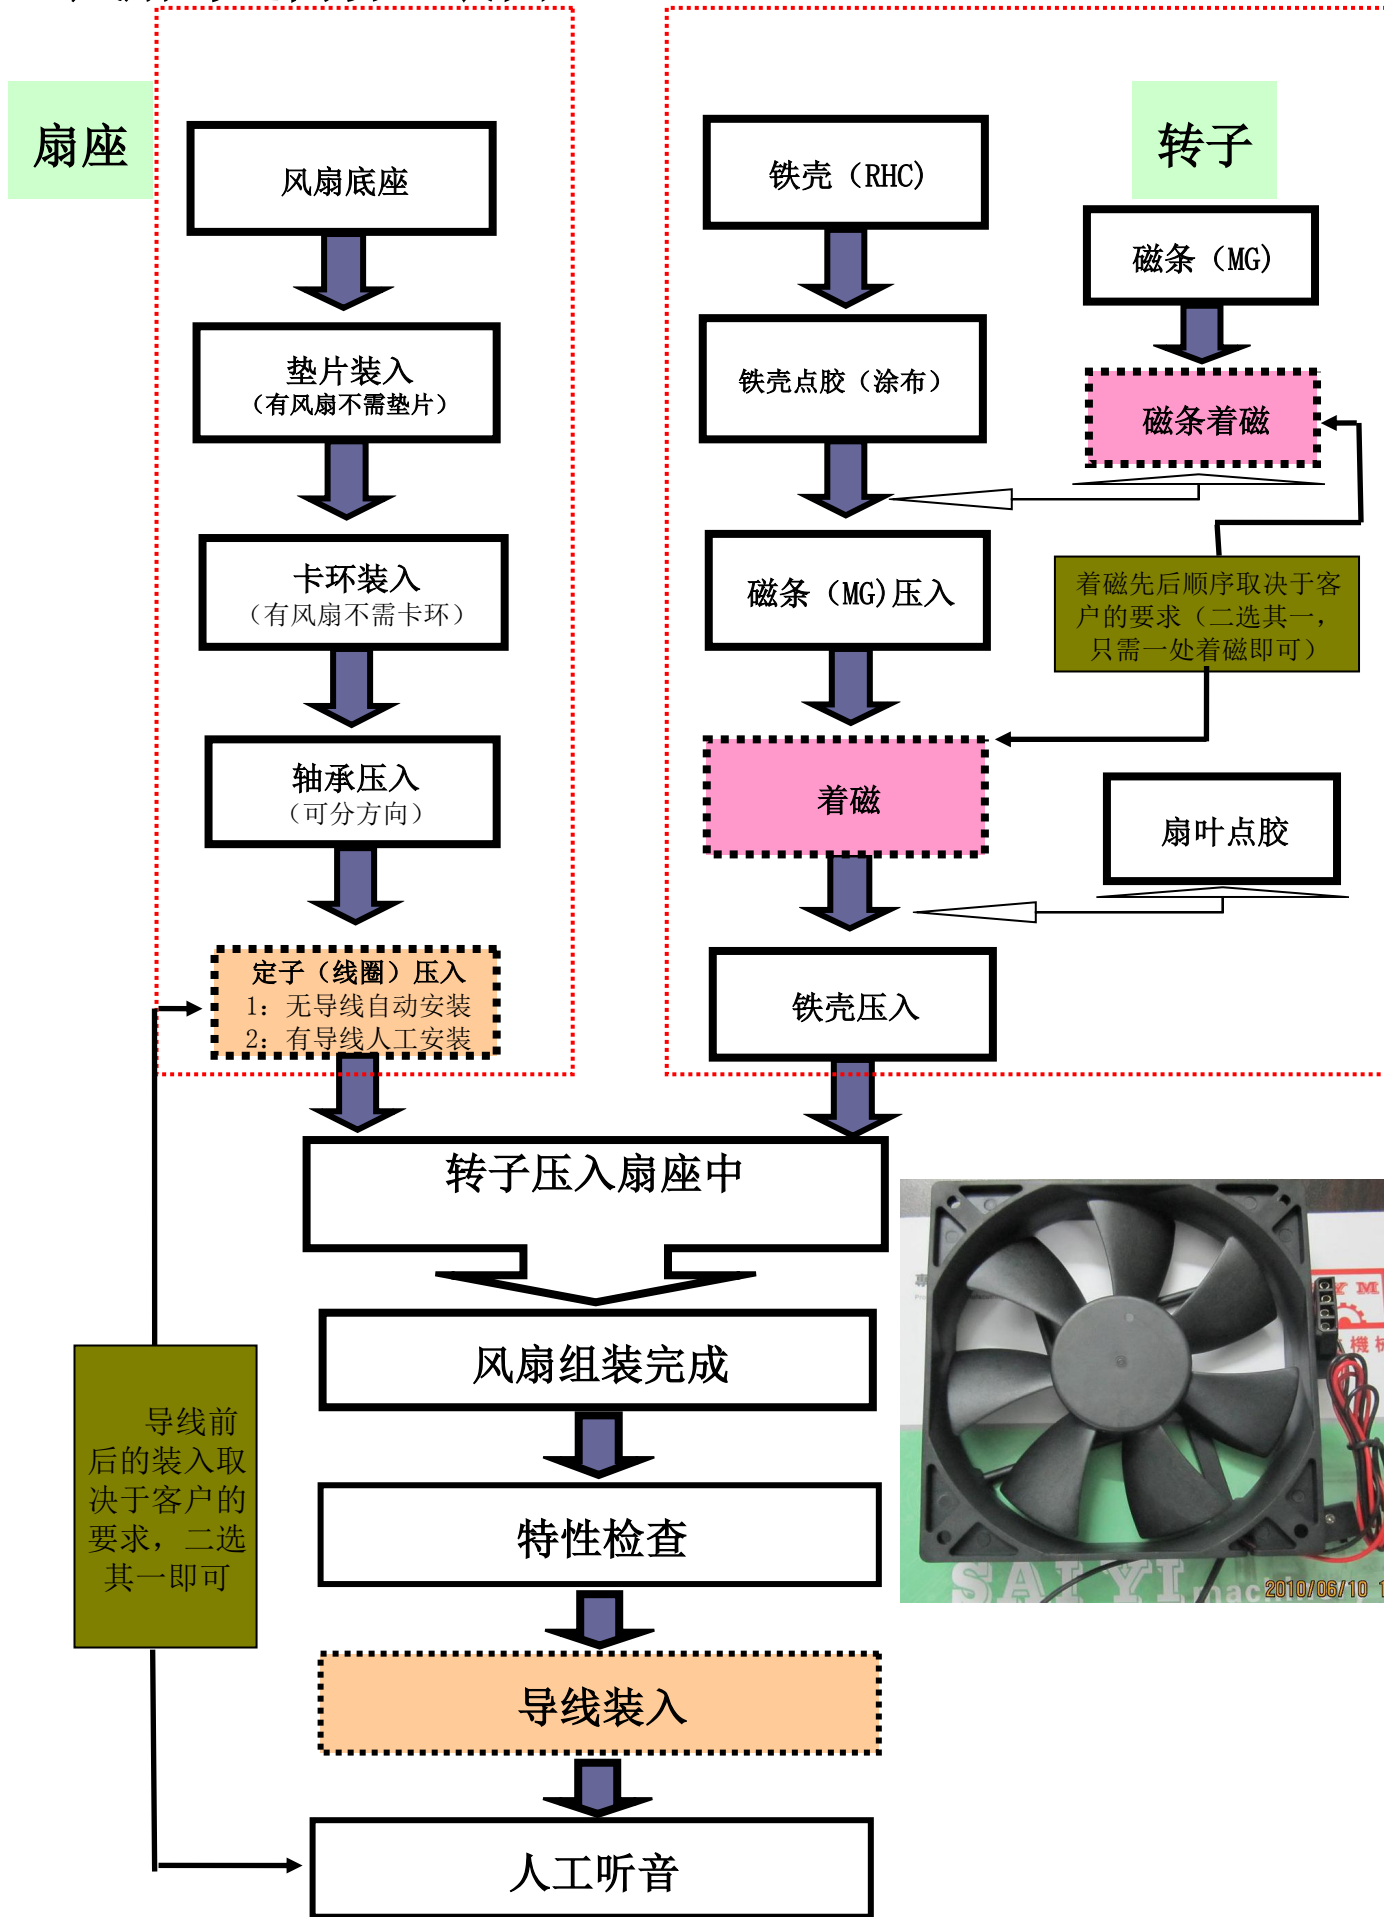 扇座
风扇底座
垫片装入
(有风扇不需垫片)
卡环装入
(有风扇不需卡环)
轴承压入
(可分方向)
定子（线圈）压入
1：无导线自动安装
2：有导线人工安装
转子
铁壳（RHC)
磁条（MG)
铁壳点胶(涂布)
磁条着磁
磁条（MG)压入
着磁先后顺序取决于客
户的要求（二选其一，
只需一处着磁即可）
着磁
扇叶点胶
铁壳压入
转子压入扇座中
风扇组装完成
特性检查
导线装入
人工听音
导线前
后的装入取
决于客户的
要求，二选
其一即可
機械
SAI YI machinery
2010/06/10 1